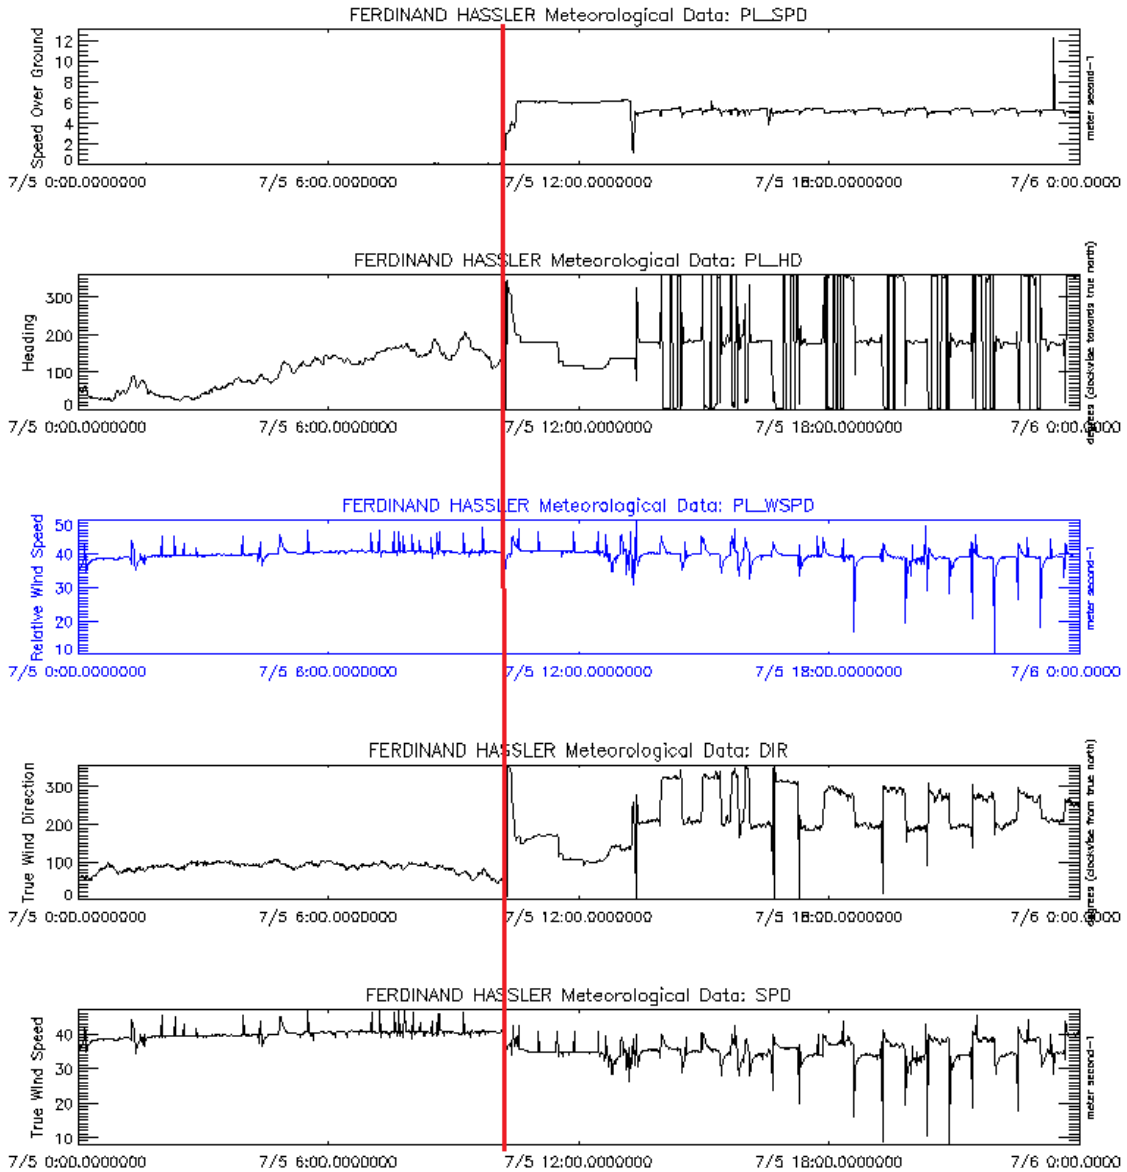 FERDINAND HASSLER Meteorological Data: PL_SPD
Speed Over Ground
12
10
8
6
4
2
0
meter second-1
7/5 0:00.0000000 7/5 6:00.0000000 7/5 12:00.0000000 7/5 18:00.0000000 7/6 0:00.0000
FERDINAND HASSLER Meteorological Data: PL_HD
Heading
300
200
100
0
degrees (clockwise towards true north)
7/5 0:00.0000000 7/5 6:00.0000000 7/5 12:00.0000000 7/5 18:00.0000000 7/6 0:00.0000
FERDINAND HASSLER Meteorological Data: PL_WSPD
Relative Wind Speed
50
40
30
20
10
meter second-1
7/5 0:00.0000000 7/5 6:00.0000000 7/5 12:00.0000000 7/5 18:00.0000000 7/6 0:00.0000
FERDINAND HASSLER Meteorological Data: DIR
True Wind Direction
300
200
100
0
degrees (clockwise from true north)
7/5 0:00.0000000 7/5 6:00.0000000 7/5 12:00.0000000 7/5 18:00.0000000 7/6 0:00.0000
FERDINAND HASSLER Meteorological Data: SPD
True Wind Speed
40
30
20
10
meter second-1
7/5 0:00.0000000 7/5 6:00.0000000 7/5 12:00.0000000 7/5 18:00.0000000 7/6 0:00.0000